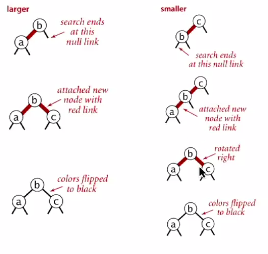 larger
b
search ends
at this
null link
a
attached new
node with
red link
b
a
c
colors flipped
to black
b
a
c
smaller
c
b
search ends
at this null link
c
b
a
attached new
node with
red link
rotated
right
b
a
c
colors flipped
to black
b
a
c